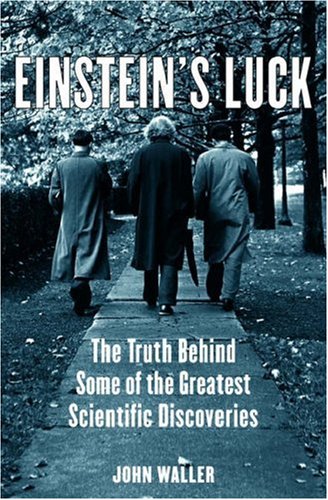 EINSTEIN'S LUCK
The Truth Behind
Some of the Greatest
Scientific Discoveries
JOHN WALLER